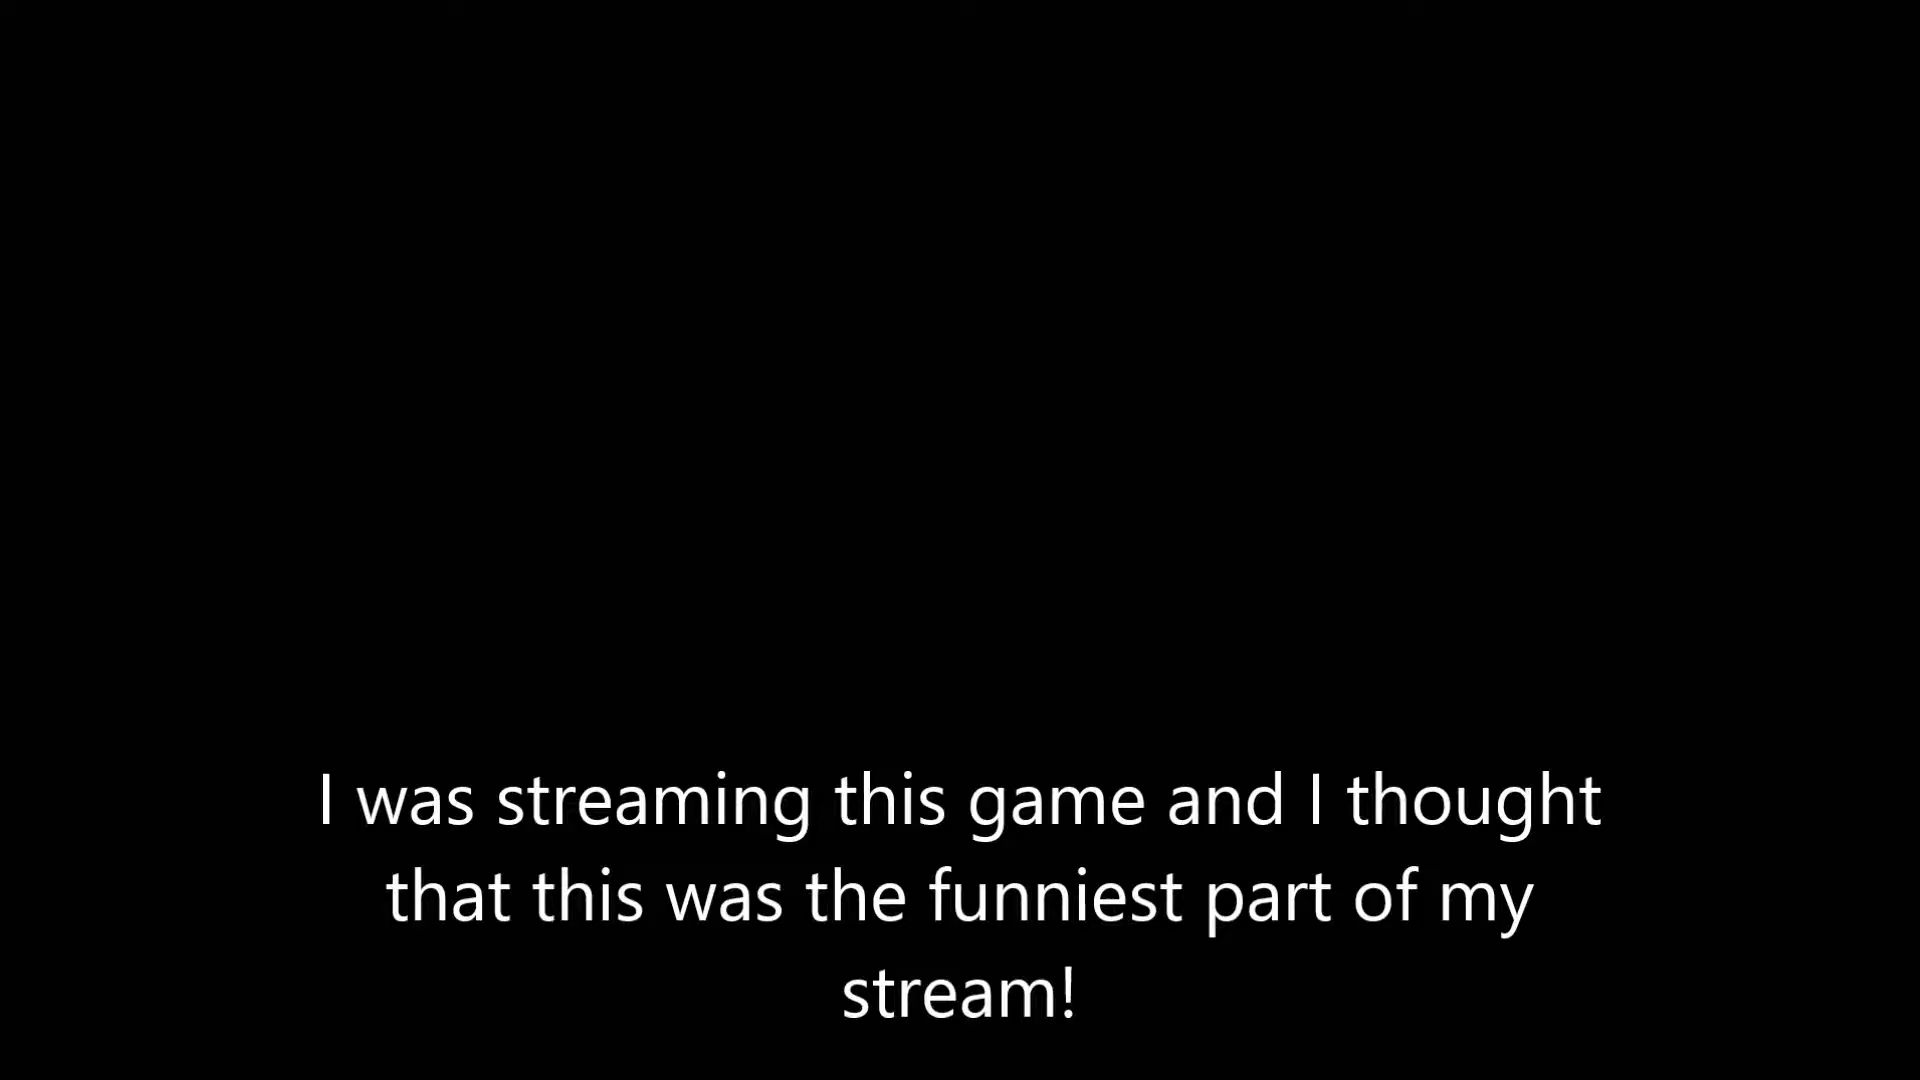 I was streaming this game and I thought
that this was the funniest part of my
stream!